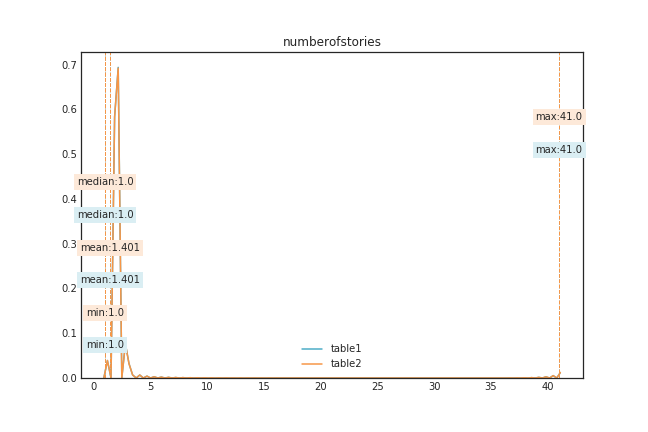 numberofstories
0.7
0.6
0.5
0.4
0.3
0.2
0.1
0.0
max:41.0
max:41.0
median:1.0
median:1.0
mean:1.401
mean:1.401
min:1.0
min:1.0
table1
table2
0 5 10 15 20 25 30 35 40